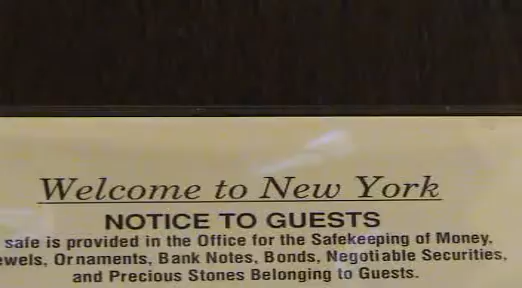 Welcome to New York
NOTICE TO GUESTS
safe is provided in the Office for the Safekeeping of Money,
ewels, Ornaments, Bank Notes, Bonds, Negotiable Securities,
and Precious Stones Belonging to Guests.